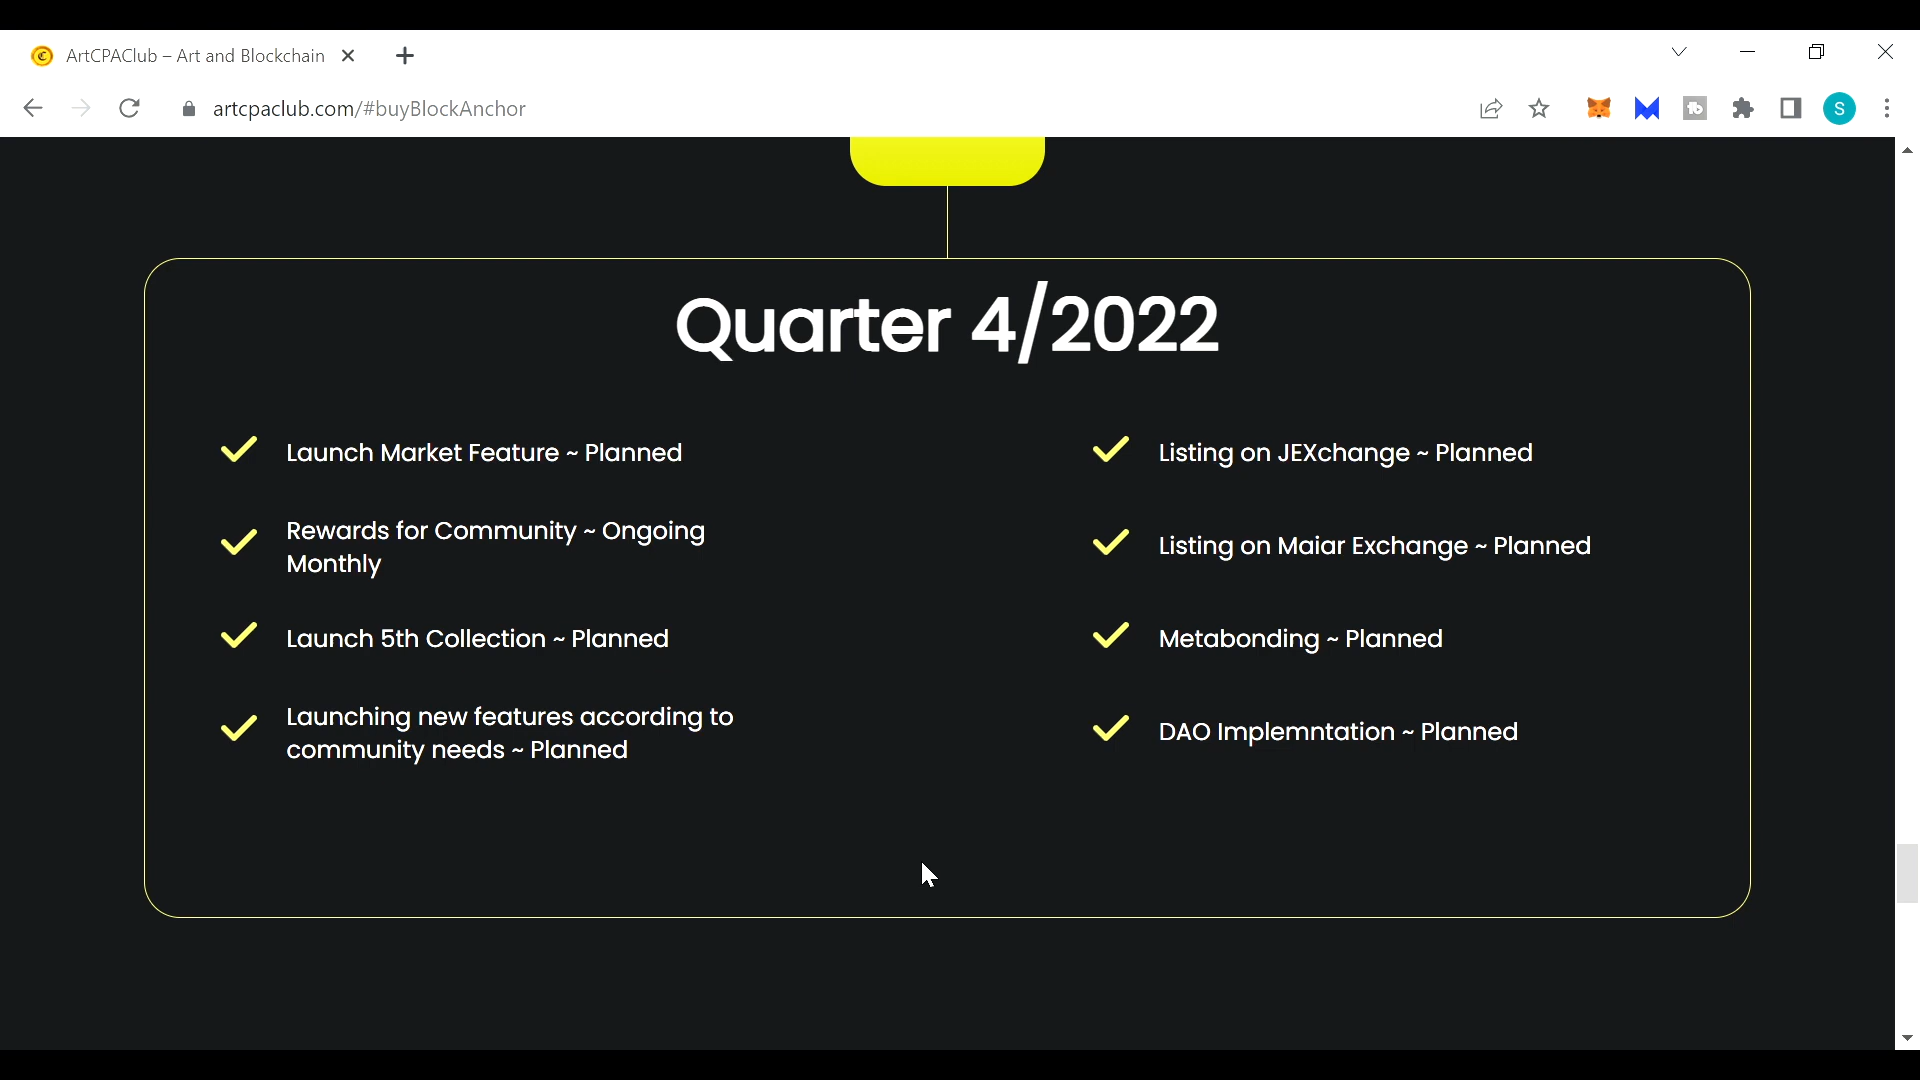 ArtCPAClub – Art and Blockchain
artcpaclub.com/#buyBlockAnchor
S
Quarter 4/2022
Launch Market Feature ~ Planned
Rewards for Community ~ Ongoing
Monthly
Launch 5th Collection ~ Planned
Launching new features according to
community needs ~ Planned
Listing on JEXchange ~ Planned
Listing on Maiar Exchange ~ Planned
Metabonding ~ Planned
DAO Implemntation ~ Planned